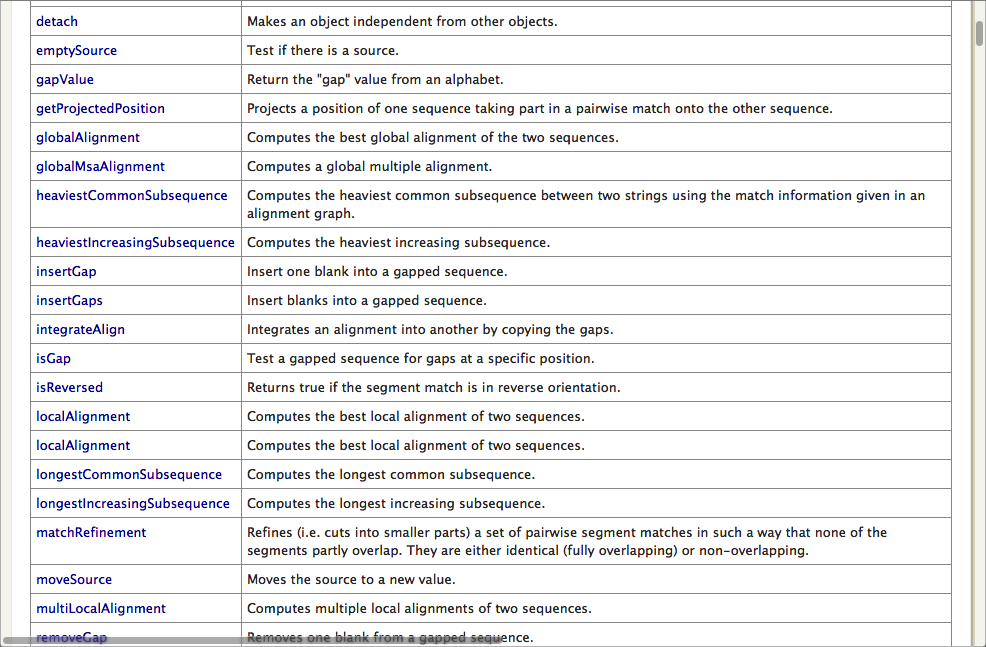 detach Makes an object independent from other objects.
emptySource Test if there is a source.
gapValue Return the "gap" value from an alphabet.
getProjectedPosition Projects a position of one sequence taking part in a pairwise match onto the other sequence.
globalAlignment Computes the best global alignment of the two sequences.
globalMsaAlignment Computes a global multiple alignment.
heaviestCommonSubsequence Computes the heaviest common subsequence between two strings using the match information given in an
alignment graph.
heaviestIncreasingSubsequence Computes the heaviest increasing subsequence.
insertGap Insert one blank into a gapped sequence.
insertGaps Insert blanks into a gapped sequence.
integrateAlign Integrates an alignment into another by copying the gaps.
isGap Test a gapped sequence for gaps at a specific position.
isReversed Returns true if the segment match is in reverse orientation.
localAlignment Computes the best local alignment of two sequences.
localAlignment Computes the best local alignment of two sequences.
longestCommonSubsequence Computes the longest common subsequence.
longestIncreasingSubsequence Computes the longest increasing subsequence.
matchRefinement Refines (i.e. cuts into smaller parts) a set of pairwise segment matches in such a way that none of the
segments partly overlap. They are either identical (fully overlapping) or non-overlapping.
moveSource Moves the source to a new value.
multiLocalAlignment Computes multiple local alignments of two sequences.
removeGap Removes one blank from a gapped sequence.